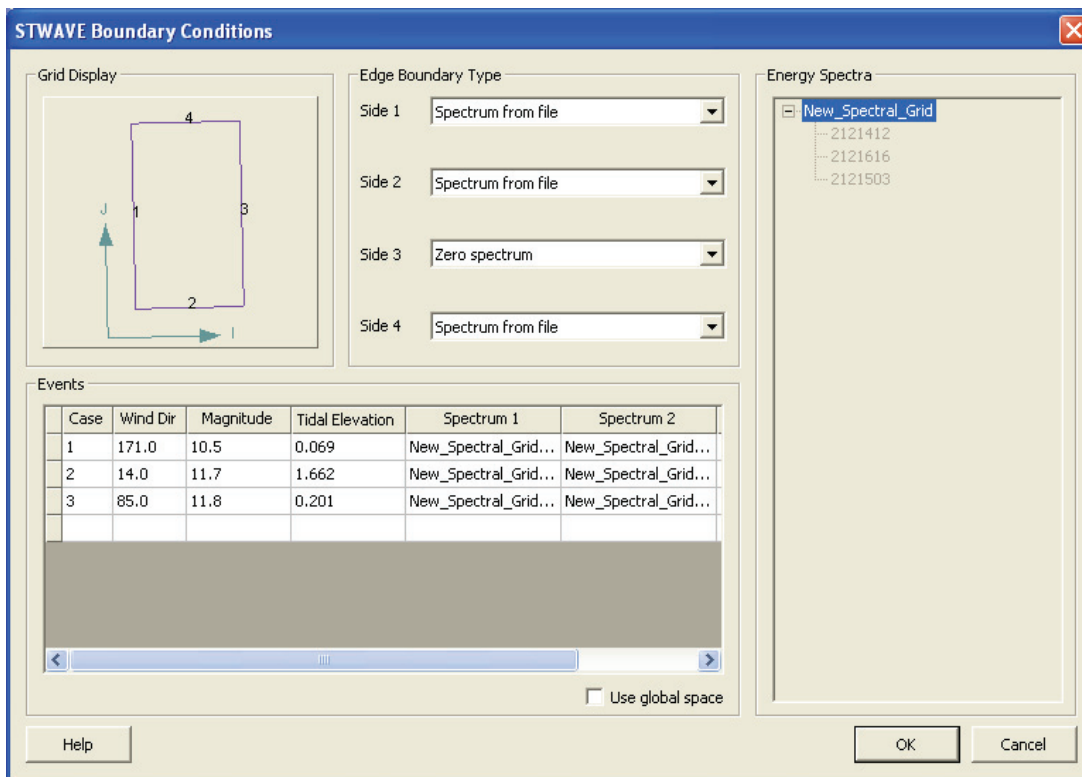 STWAVE Boundary Conditions
Grid Display
4
J
1
3
2
I
Edge Boundary Type
Side 1 Spectrum from file
Side 2 Spectrum from file
Side 3 Zero spectrum
Side 4 Spectrum from file
Energy Spectra
New_Spectral_Grid
2121412
2121616
2121503
Events
Case Wind Dir Magnitude Tidal Elevation Spectrum 1 Spectrum 2
1 171.0 10.5 0.069 New_Spectral_Grid... New_Spectral_Grid...
2 14.0 11.7 1.662 New_Spectral_Grid... New_Spectral_Grid...
3 85.0 11.8 0.201 New_Spectral_Grid... New_Spectral_Grid...
Use global space
Help OK Cancel